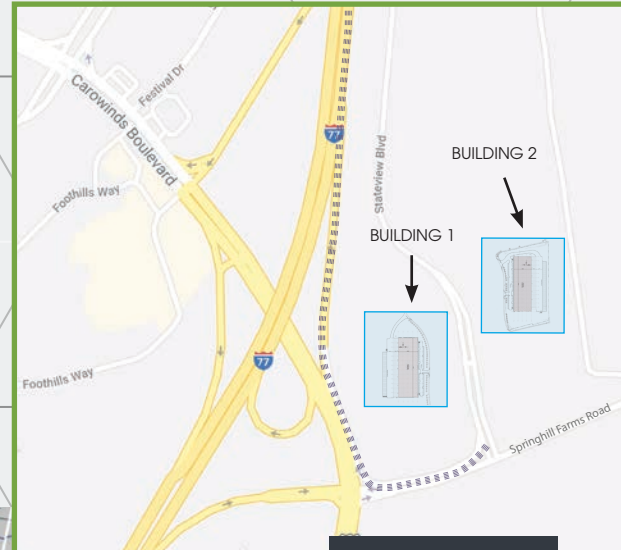 Festival Dr
Carowinds Boulevard
77
Stateview Blvd
BUILDING 2
Foothills Way
BUILDING 1
77
Foothills Way
Springhill Farms Road